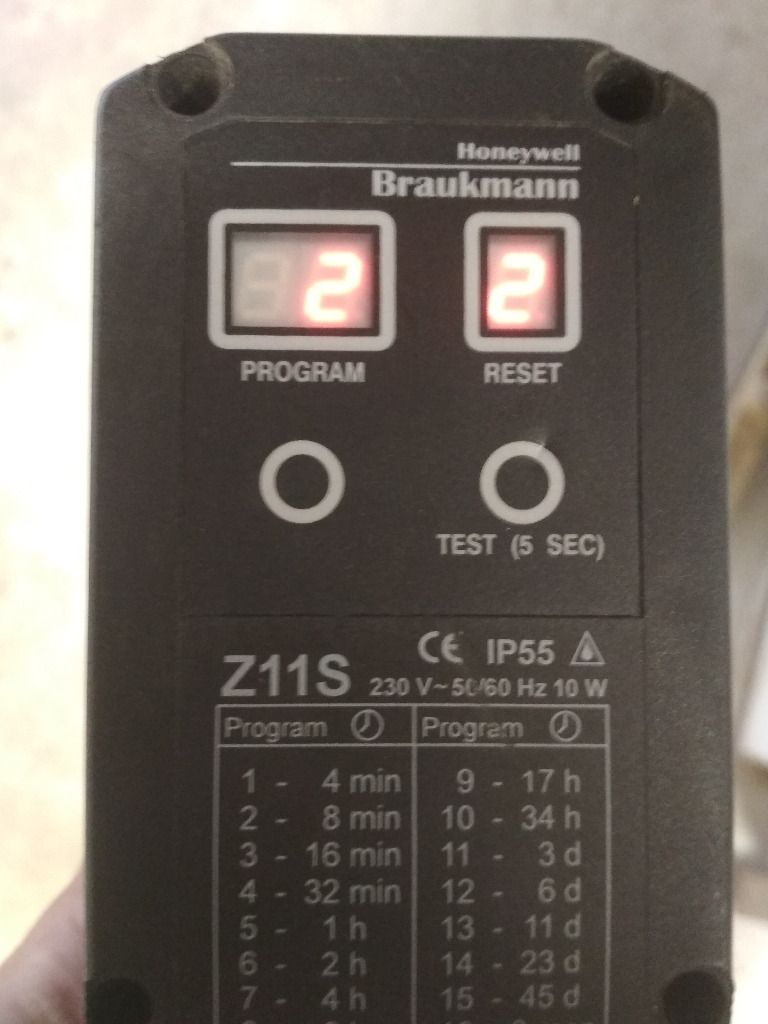 Honeywell
Braukmann
2 2
PROGRAM RESET
TEST (5 SEC)
Z11S CE IP55
230 V~ 50/60 Hz 10 W
Program Program
1 - 4 min 9 - 17 h
2 - 8 min 10 - 34 h
3 - 16 min 11 - 3 d
4 - 32 min 12 - 6 d
5 - 1 h 13 - 11 d
6 - 2 h 14 - 23 d
7 - 4 h 15 - 45 d